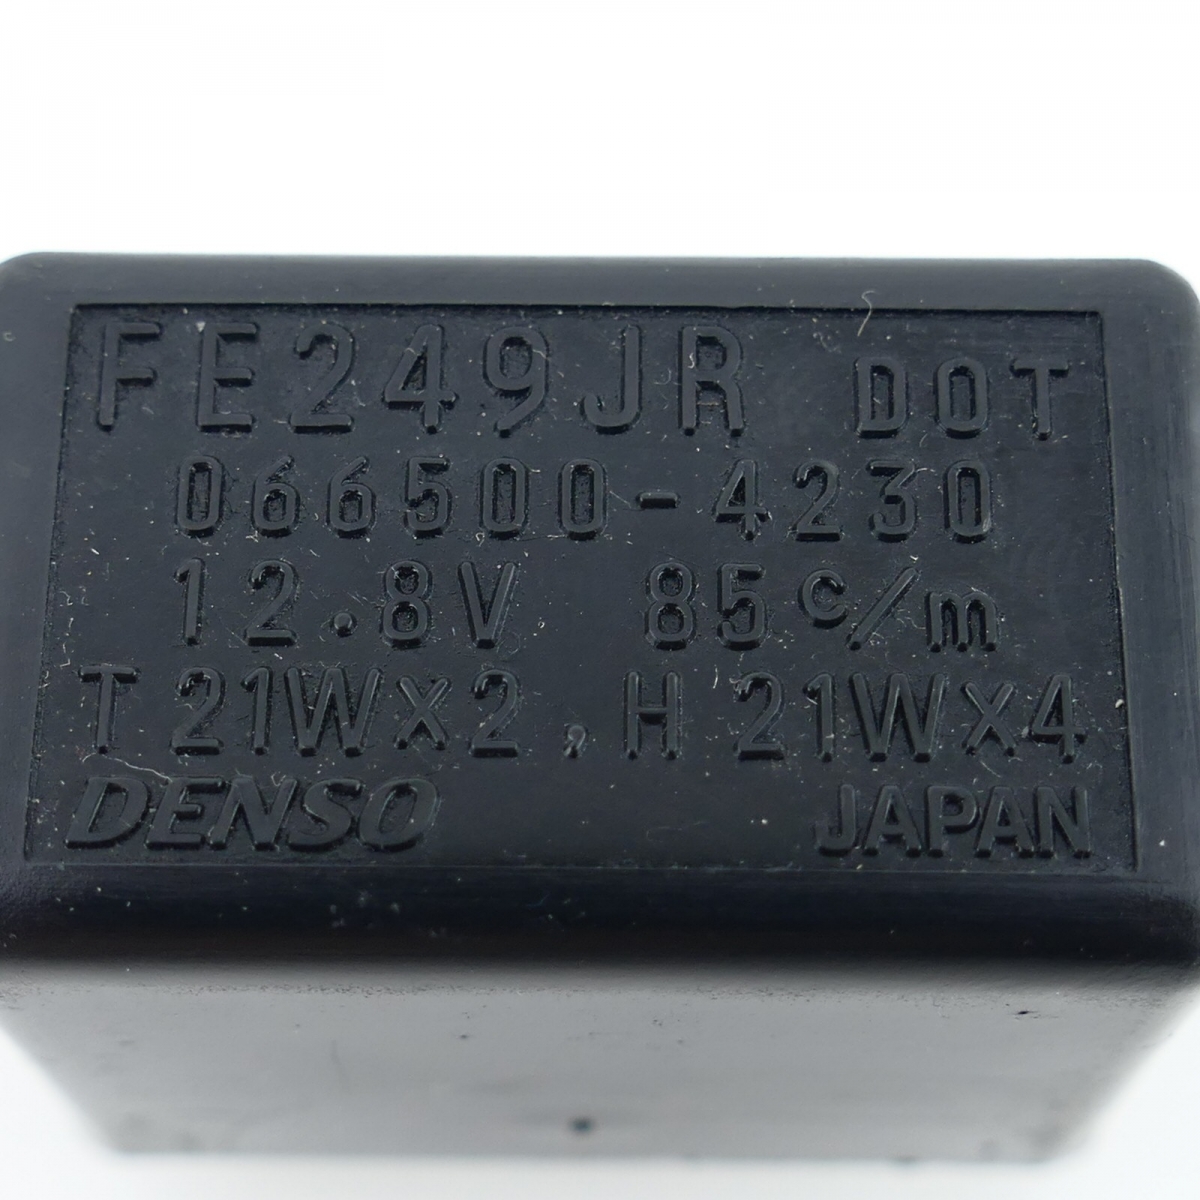 FE249JR DOT
066500-4230
12.8V 85c/m
T 21W×2, H 21W×4
DENSO JAPAN